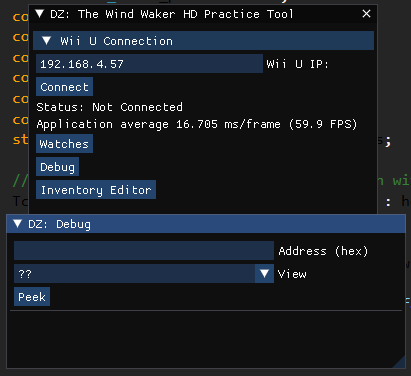 DZ: The Wind Waker HD Practice Tool
Wii U Connection
192.168.4.57 Wii U IP:
Connect
Status: Not Connected
Application average 16.705 ms/frame (59.9 FPS)
Watches
Debug
Inventory Editor
DZ: Debug
Address (hex)
?? View
Peek